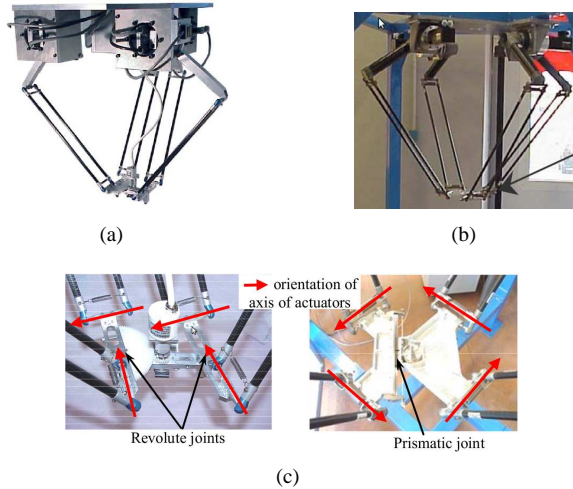 (a)
(b)
orientation of
axis of actuators
Revolute joints
Prismatic joint
(c)